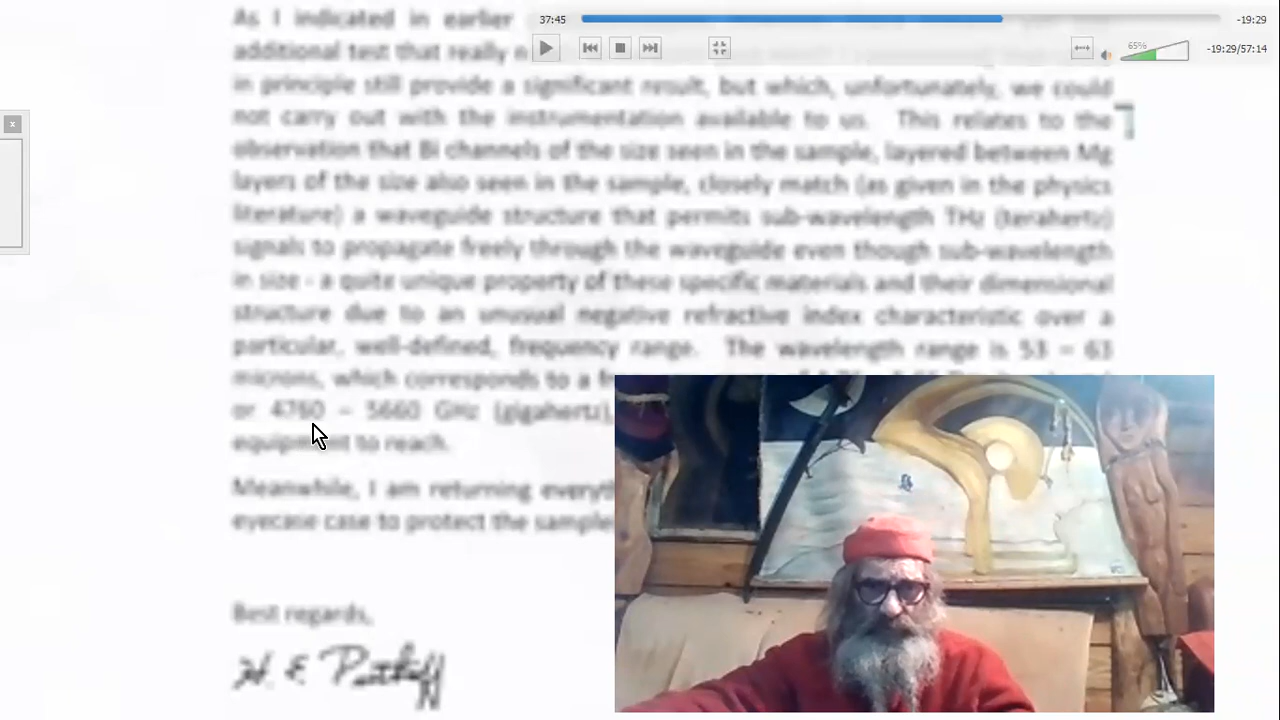 37:45
-19:29
65%
-19:29/57:14
As I indicated in earlier
additional test that really
in principle still provide a significant result, but which, unfortunately, we could
not carry out with the instrumentation available to us. This relates to the
observation that Bi channels of the size seen in the sample, layered between Mg
layers of the size also seen in the sample, closely match (as given in the physics
literature) a waveguide structure that permits sub-wavelength THz (terahertz)
signals to propagate freely through the waveguide even though sub-wavelength
in size - a quite unique property of these specific materials and their dimensional
structure due to an unusual negative refractive index characteristic over a
particular, well-defined, frequency range. The wavelength range is 53 – 63
microns, which corresponds to a
or 4760 – 5660 GHz (gigahertz),
equipment to reach.
Meanwhile, I am returning
eyecase case to protect the sample
Best regards,
H. E. Puthoff